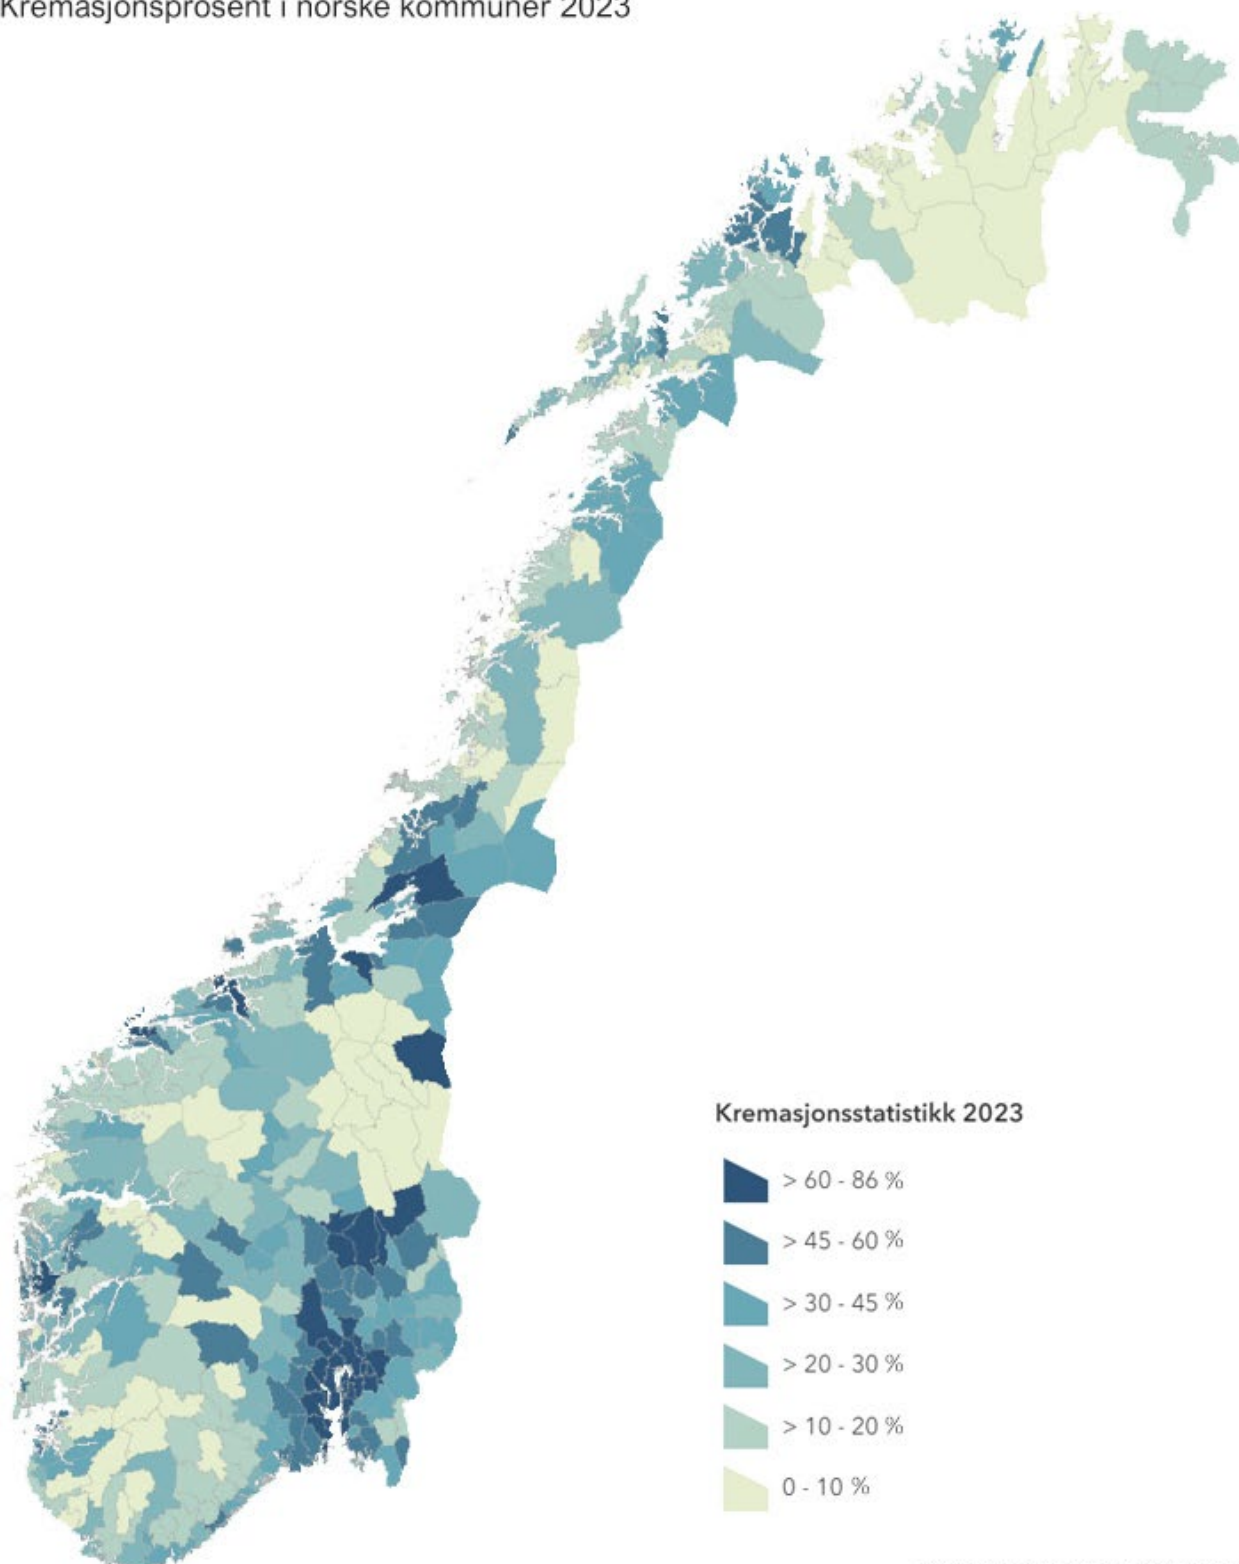 Kremasjonsprosent i norske kommuner 2023
Kremasjonsstatistikk 2023
> 60 - 86 %
> 45 - 60 %
> 30 - 45 %
> 20 - 30 %
> 10 - 20 %
0 - 10 %